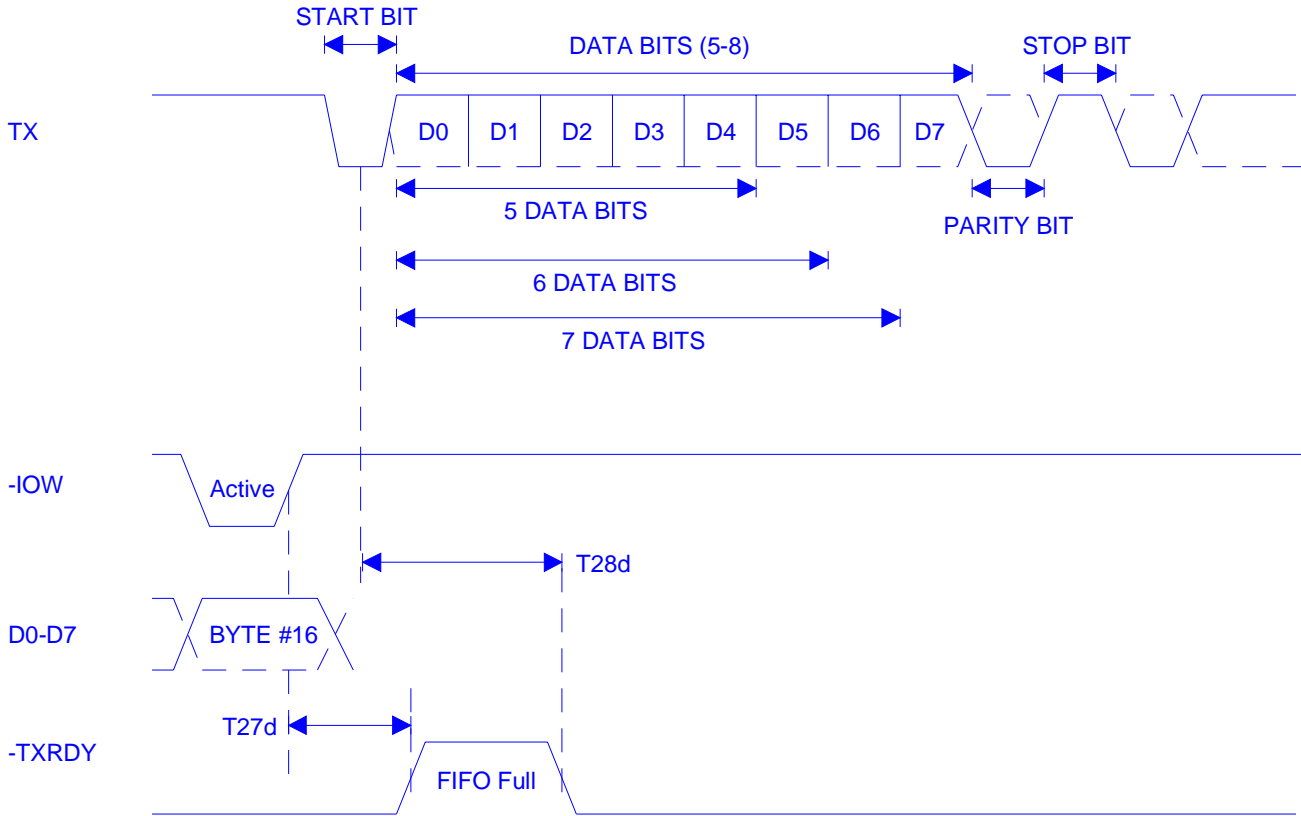 START BIT
DATA BITS (5-8)
STOP BIT
TX
D0 D1 D2 D3 D4 D5 D6 D7
5 DATA BITS
PARITY BIT
6 DATA BITS
7 DATA BITS
-IOW
Active
T28d
D0-D7
BYTE #16
T27d
-TXRDY
FIFO Full